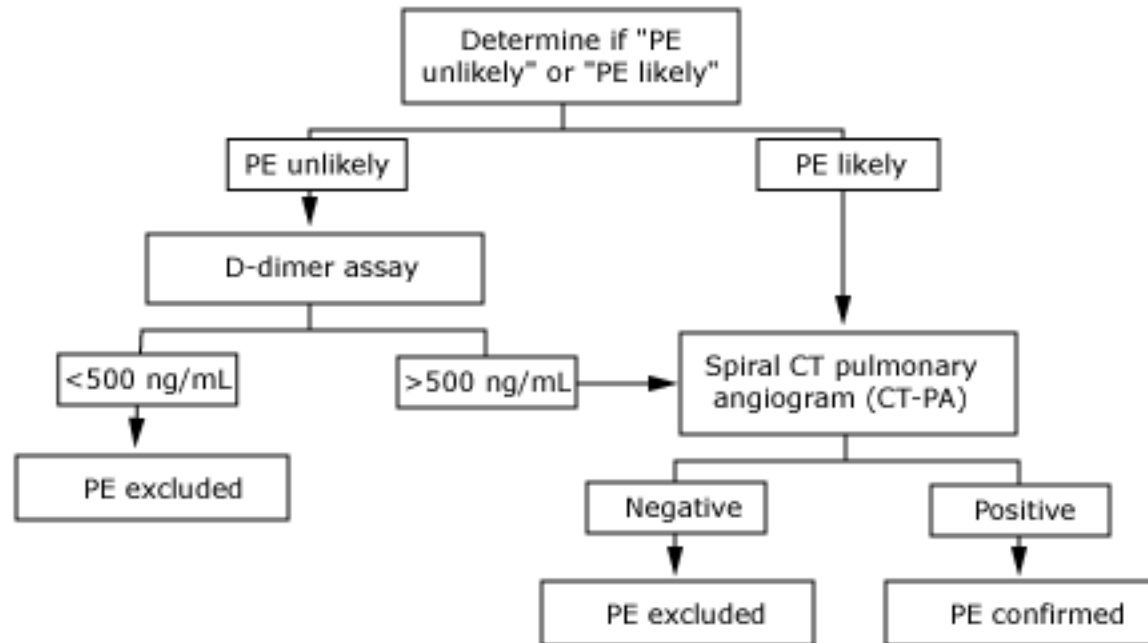 Determine if "PE
unlikely" or "PE likely"
PE unlikely
PE likely
D-dimer assay
<500 ng/mL
>500 ng/mL
Spiral CT pulmonary
angiogram (CT-PA)
PE excluded
Negative
Positive
PE excluded
PE confirmed